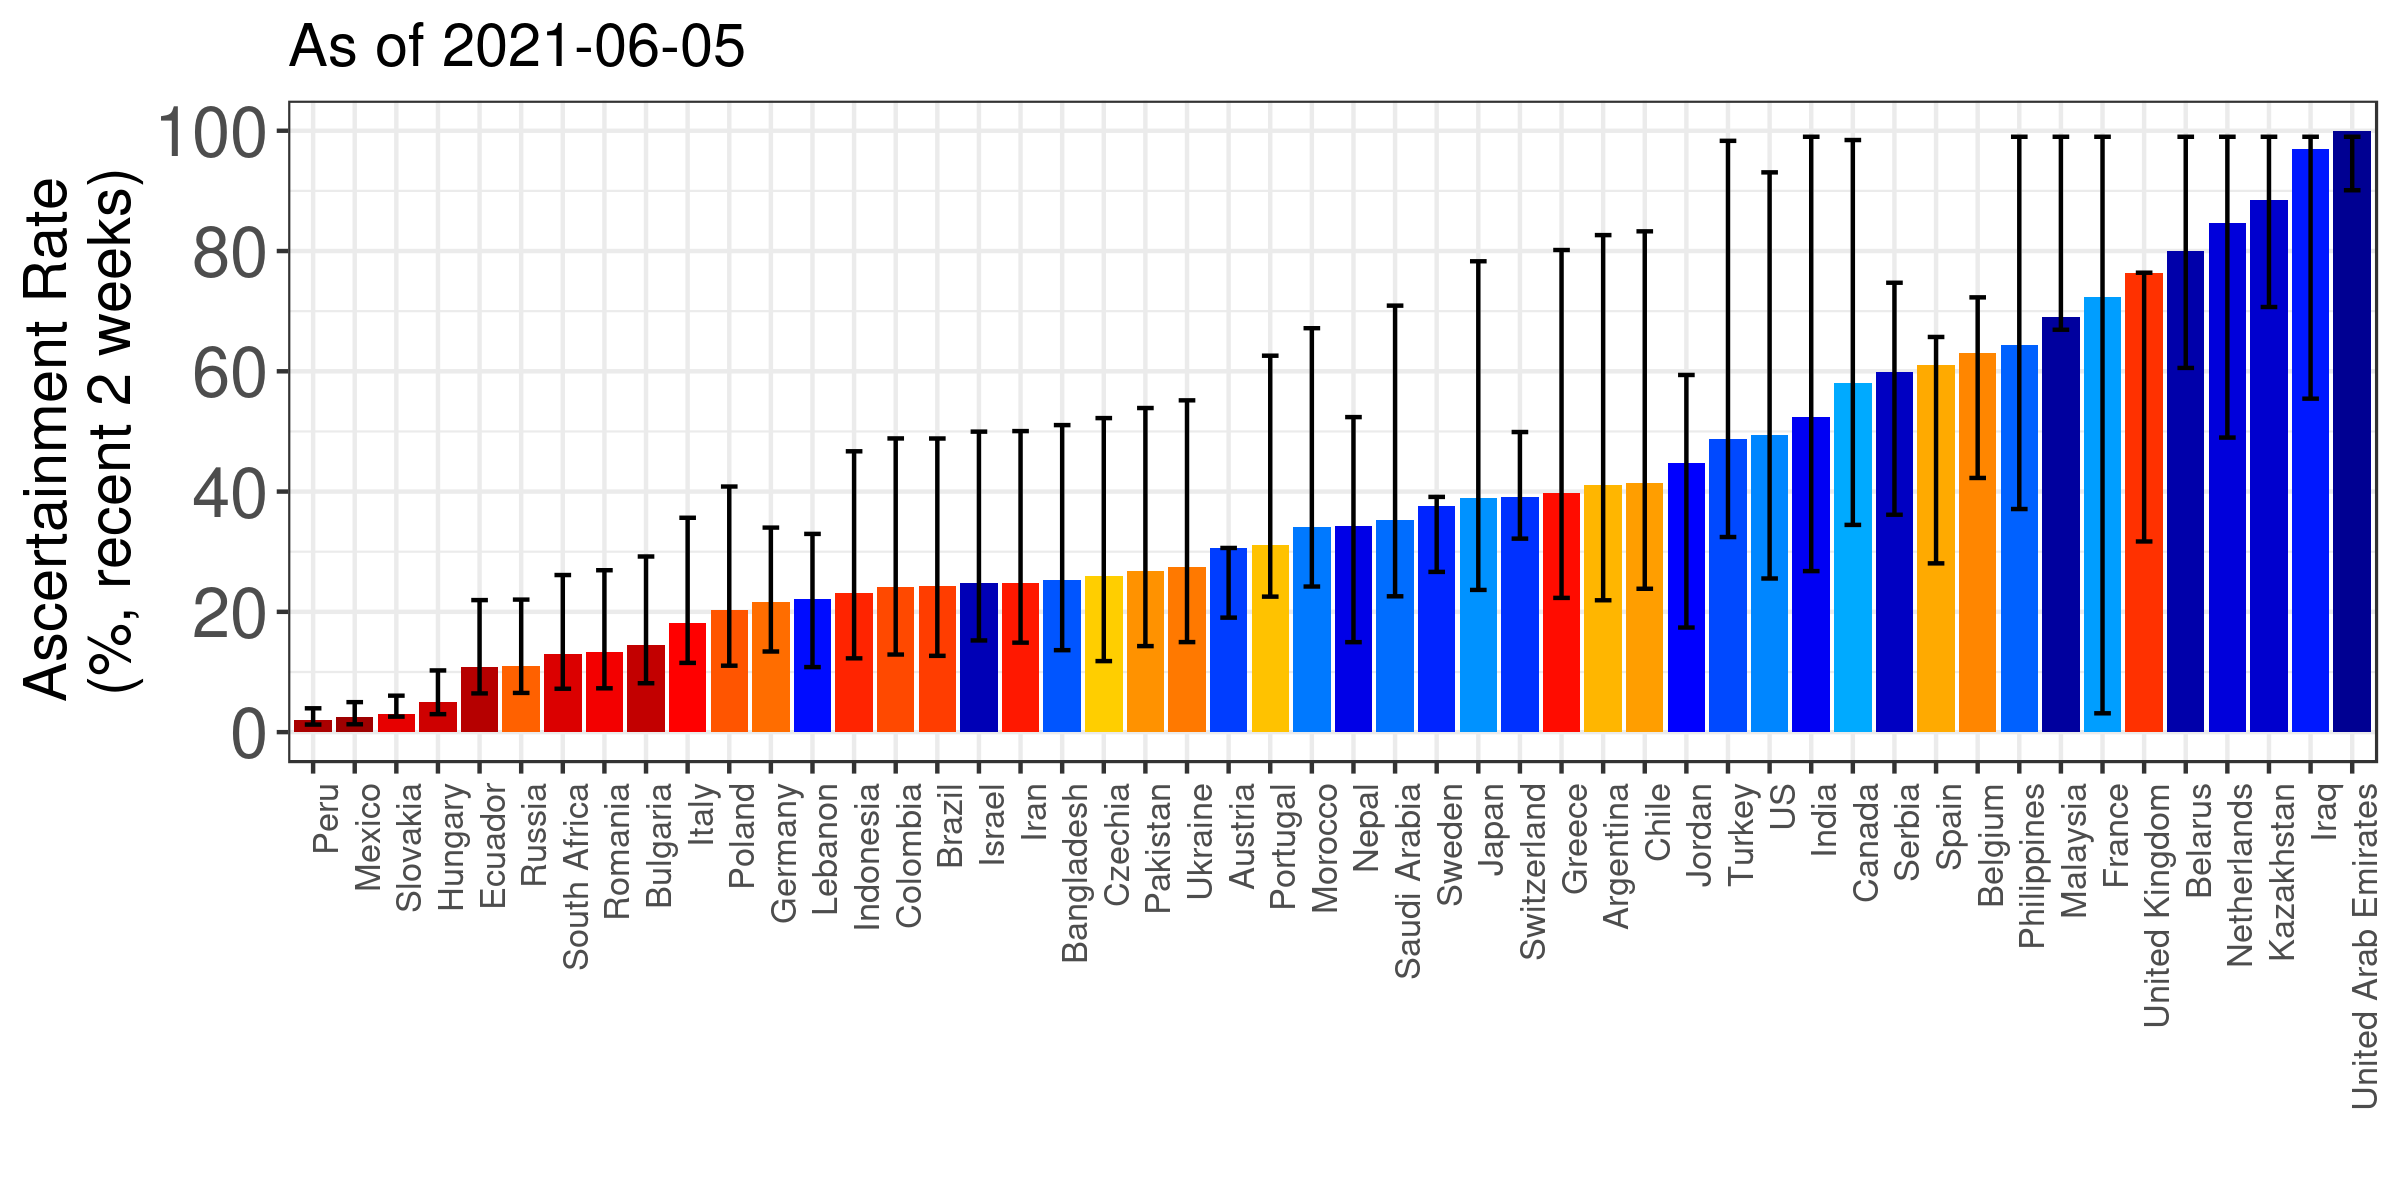 As of 2021-06-05
Ascertainment Rate
(%, recent 2 weeks)
100
80
60
40
20
0
Peru
Mexico
Slovakia
Hungary
Ecuador
Russia
South Africa
Romania
Bulgaria
Italy
Poland
Germany
Lebanon
Indonesia
Colombia
Brazil
Israel
Iran
Bangladesh
Czechia
Pakistan
Ukraine
Austria
Portugal
Morocco
Nepal
Saudi Arabia
Sweden
Japan
Switzerland
Greece
Argentina
Chile
Jordan
Turkey
US
India
Canada
Serbia
Spain
Belgium
Philippines
Malaysia
France
United Kingdom
Belarus
Netherlands
Kazakhstan
Iraq
United Arab Emirates